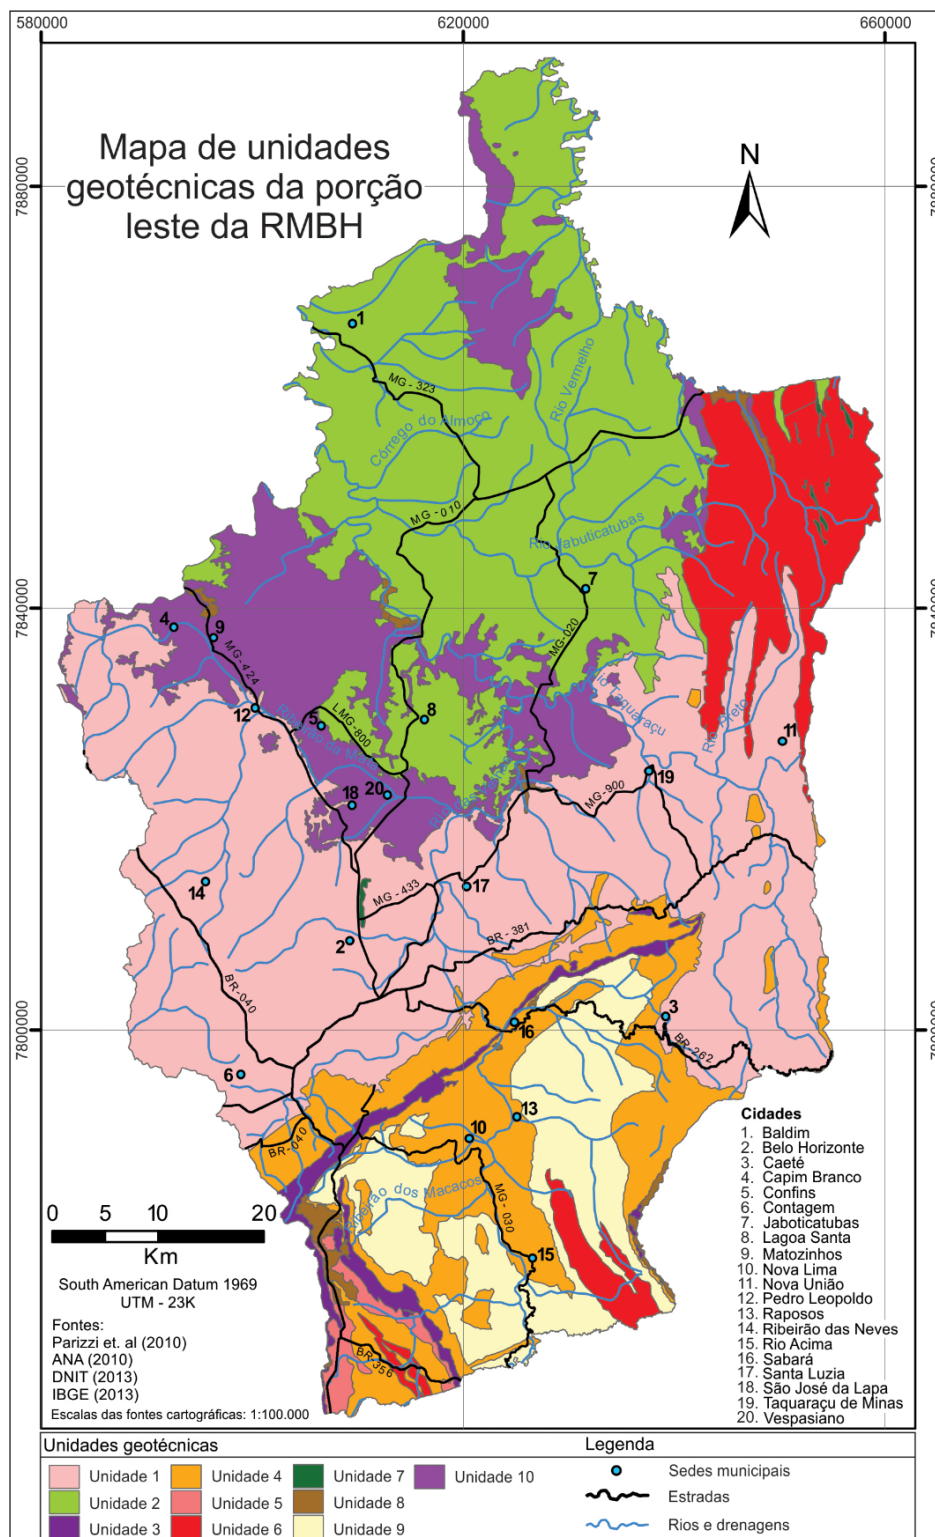 580000
620000
660000
Mapa de unidades
geotécnicas da porção
leste da RMBH
N
7880000
7880000
1
MG - 323
Córrego do Almoço
Rio Vermelho
MG - 010
Rio Jabuticatubas
7
7840000
7840000
4
9
MG-424
MG-020
Rio Taquaraçu
Rio Preto
12
5
LMG-800
8
11
18
20
19
MG-900
14
17
MG-433
2
BR - 381
BR-040
7800000
7800000
16
3
BR-262
6
BR-040
13
10
Ribeirão dos Macacos
MG - 030
15
BR-356
0 5 10 20
Km
South American Datum 1969
UTM - 23K
Fontes:
Parizzi et. al (2010)
ANA (2010)
DNIT (2013)
IBGE (2013)
Escalas das fontes cartográficas: 1:100.000
Cidades
1. Baldim
2. Belo Horizonte
3. Caeté
4. Capim Branco
5. Confins
6. Contagem
7. Jaboticatubas
8. Lagoa Santa
9. Matozinhos
10. Nova Lima
11. Nova União
12. Pedro Leopoldo
13. Raposos
14. Ribeirão das Neves
15. Rio Acima
16. Sabará
17. Santa Luzia
18. São José da Lapa
19. Taquaraçu de Minas
20. Vespasiano
Unidades geotécnicas
Unidade 1
Unidade 2
Unidade 3
Unidade 4
Unidade 5
Unidade 6
Unidade 7
Unidade 8
Unidade 9
Unidade 10
Legenda
Sedes municipais
Estradas
Rios e drenagens